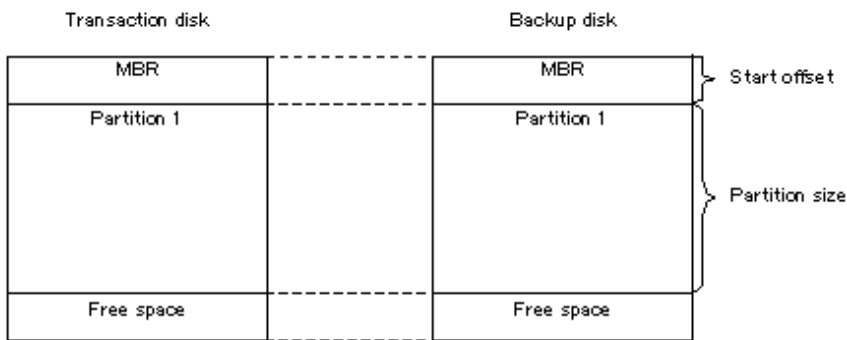 Transaction disk
Backup disk
MBR
MBR
Start offset
Partition 1
Partition 1
Partition size
Free space
Free space